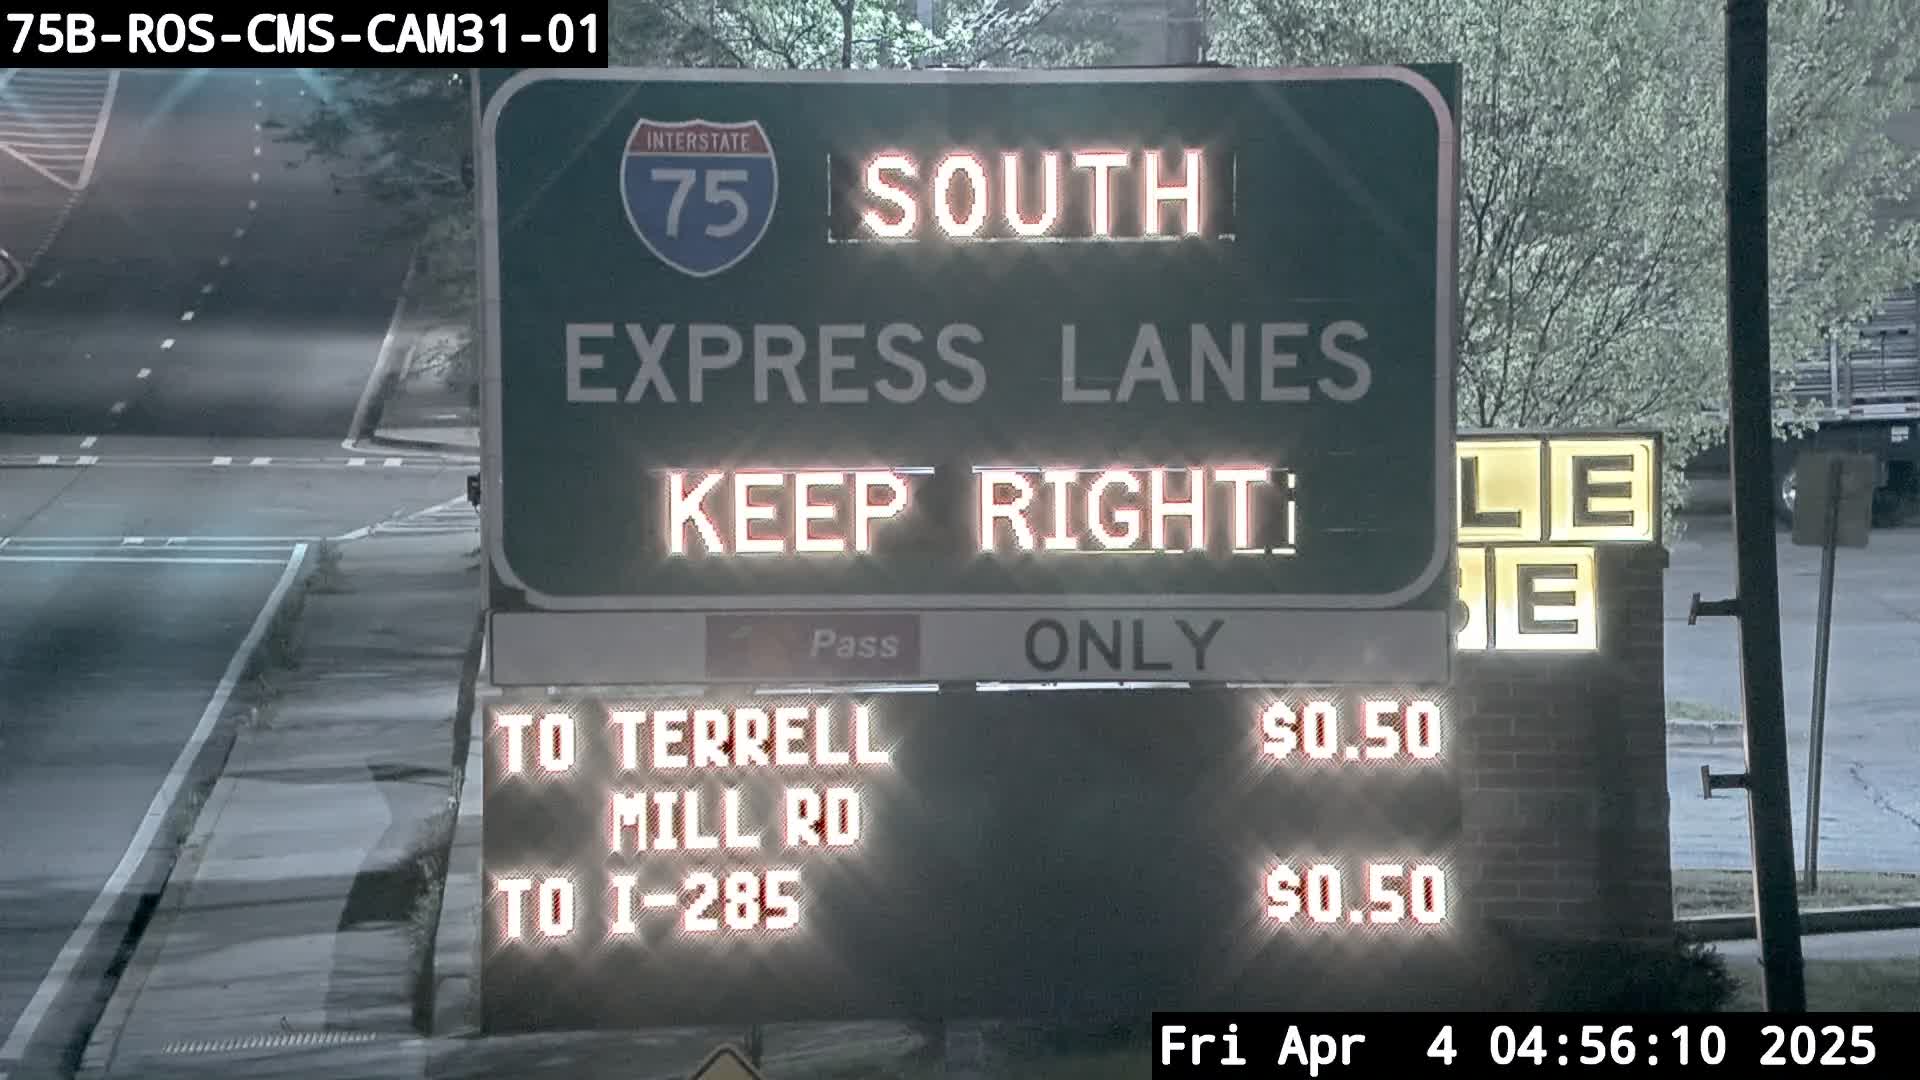 75B-ROS-CMS-CAM31-01
INTERSTATE
75
SOUTH
EXPRESS LANES
KEEP RIGHT
Pass
ONLY
TO TERRELL $0.50
MILL RD
TO I-285 $0.50
LE
E
Fri Apr 4 04:56:10 2025